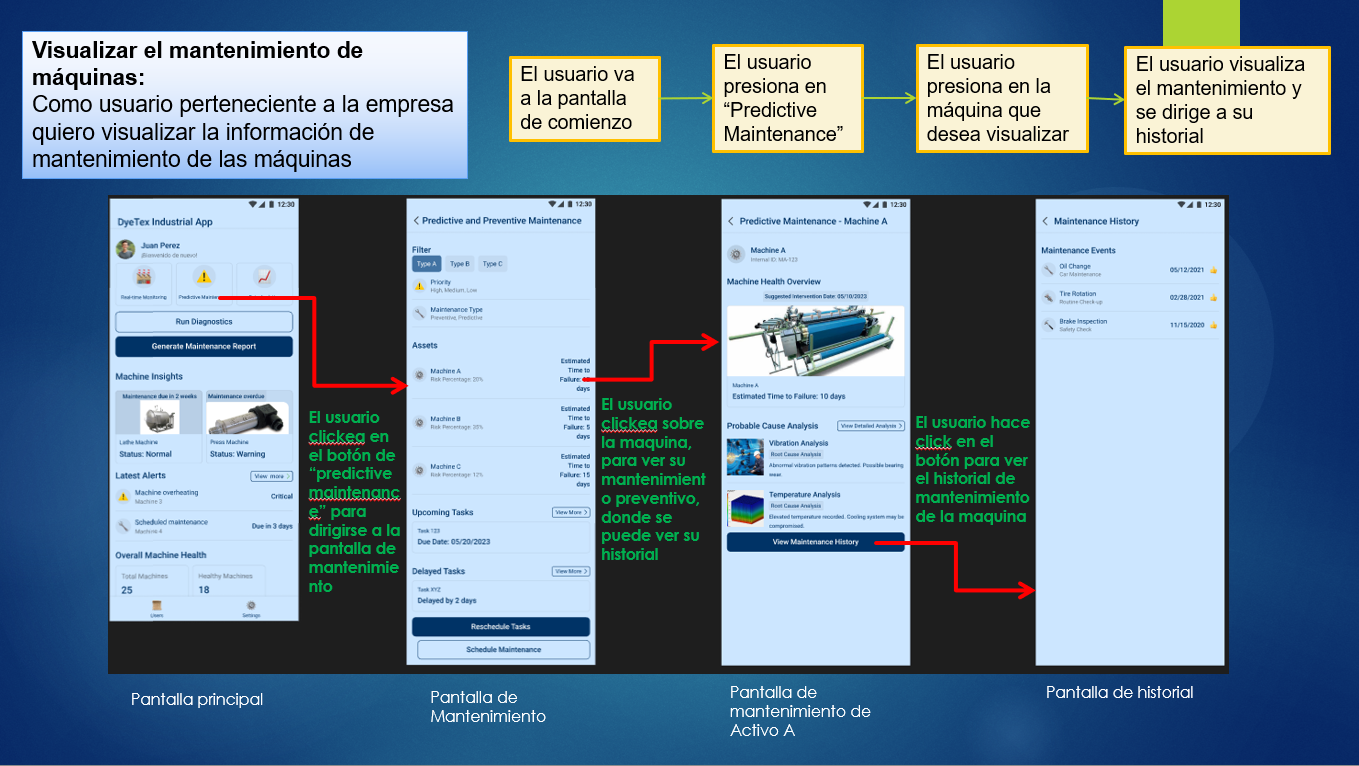 Visualizar el mantenimiento de
máquinas:
Como usuario perteneciente a la empresa
quiero visualizar la información de
mantenimiento de las máquinas
El usuario va
a la pantalla
de comienzo
El usuario
presiona en
“Predictive
Maintenance”
El usuario
presiona en la
máquina que
desea visualizar
El usuario visualiza
el mantenimiento y
se dirige a su
historial
12:30
DyeTex Industrial App
Juan Perez
¡Bienvenido de nuevo!
Real-time Monitoring
Predictive
Run Diagnostics
Generate Maintenance Report
Machine Insights
Maintenance due in 2 weeks
Maintenance overdue
Lathe Machine
Press Machine
Status: Normal
Status: Warning
Latest Alerts
View more >
Machine overheating
Machine 3
Critical
Scheduled maintenance
Machine 4
Due in 3 days
Overall Machine Health
Total Machines
Healthy Machines
25
18
Users
Settings
El usuario
clickea en
el botón de
“predictive
maintenanc
e” para
dirigirse a la
pantalla de
mantenimie
nto
12:30
Predictive and Preventive Maintenance
Filter
Type A
Type B
Type C
Priority
High, Medium, Low
Maintenance Type
Preventive, Predictive
Assets
Machine A
Risk Percentage: 20%
Estimated
Time to
Failure:
days
Machine B
Risk Percentage: 20%
Estimated
Time to
Failure: 5
days
Machine C
Risk Percentage: 12%
Estimated
Time to
Failure: 15
days
Upcoming Tasks
View More >
Task 123
Due Date: 05/20/2023
Delayed Tasks
View More >
Task XYZ
Delayed by 2 days
Reschedule Tasks
Schedule Maintenance
El usuario
clickea sobre
la maquina,
para ver su
mantenimient
o preventivo,
donde se
puede ver su
historial
12:30
Predictive Maintenance - Machine A
Machine A
Internal ID: MA-123
Machine Health Overview
Suggested Intervention Date: 05/10/2023
Machine A
Estimated Time to Failure: 10 days
Probable Cause Analysis
View Detailed Analysis >
Vibration Analysis
Root Cause Analysis
Abnormal vibration patterns detected. Possible bearing
wear.
Temperature Analysis
Root Cause Analysis
Elevated temperature recorded. Cooling system may be
compromised.
View Maintenance History
El usuario hace
click en el
botón para ver
el historial de
mantenimiento
de la maquina
12:30
Maintenance History
Maintenance Events
Oil Change
Car Maintenance
05/12/2021
Tire Rotation
Routine Check-up
02/28/2021
Brake Inspection
Safety Check
11/15/2020
Pantalla principal
Pantalla de
Mantenimiento
Pantalla de
mantenimiento de
Activo A
Pantalla de historial